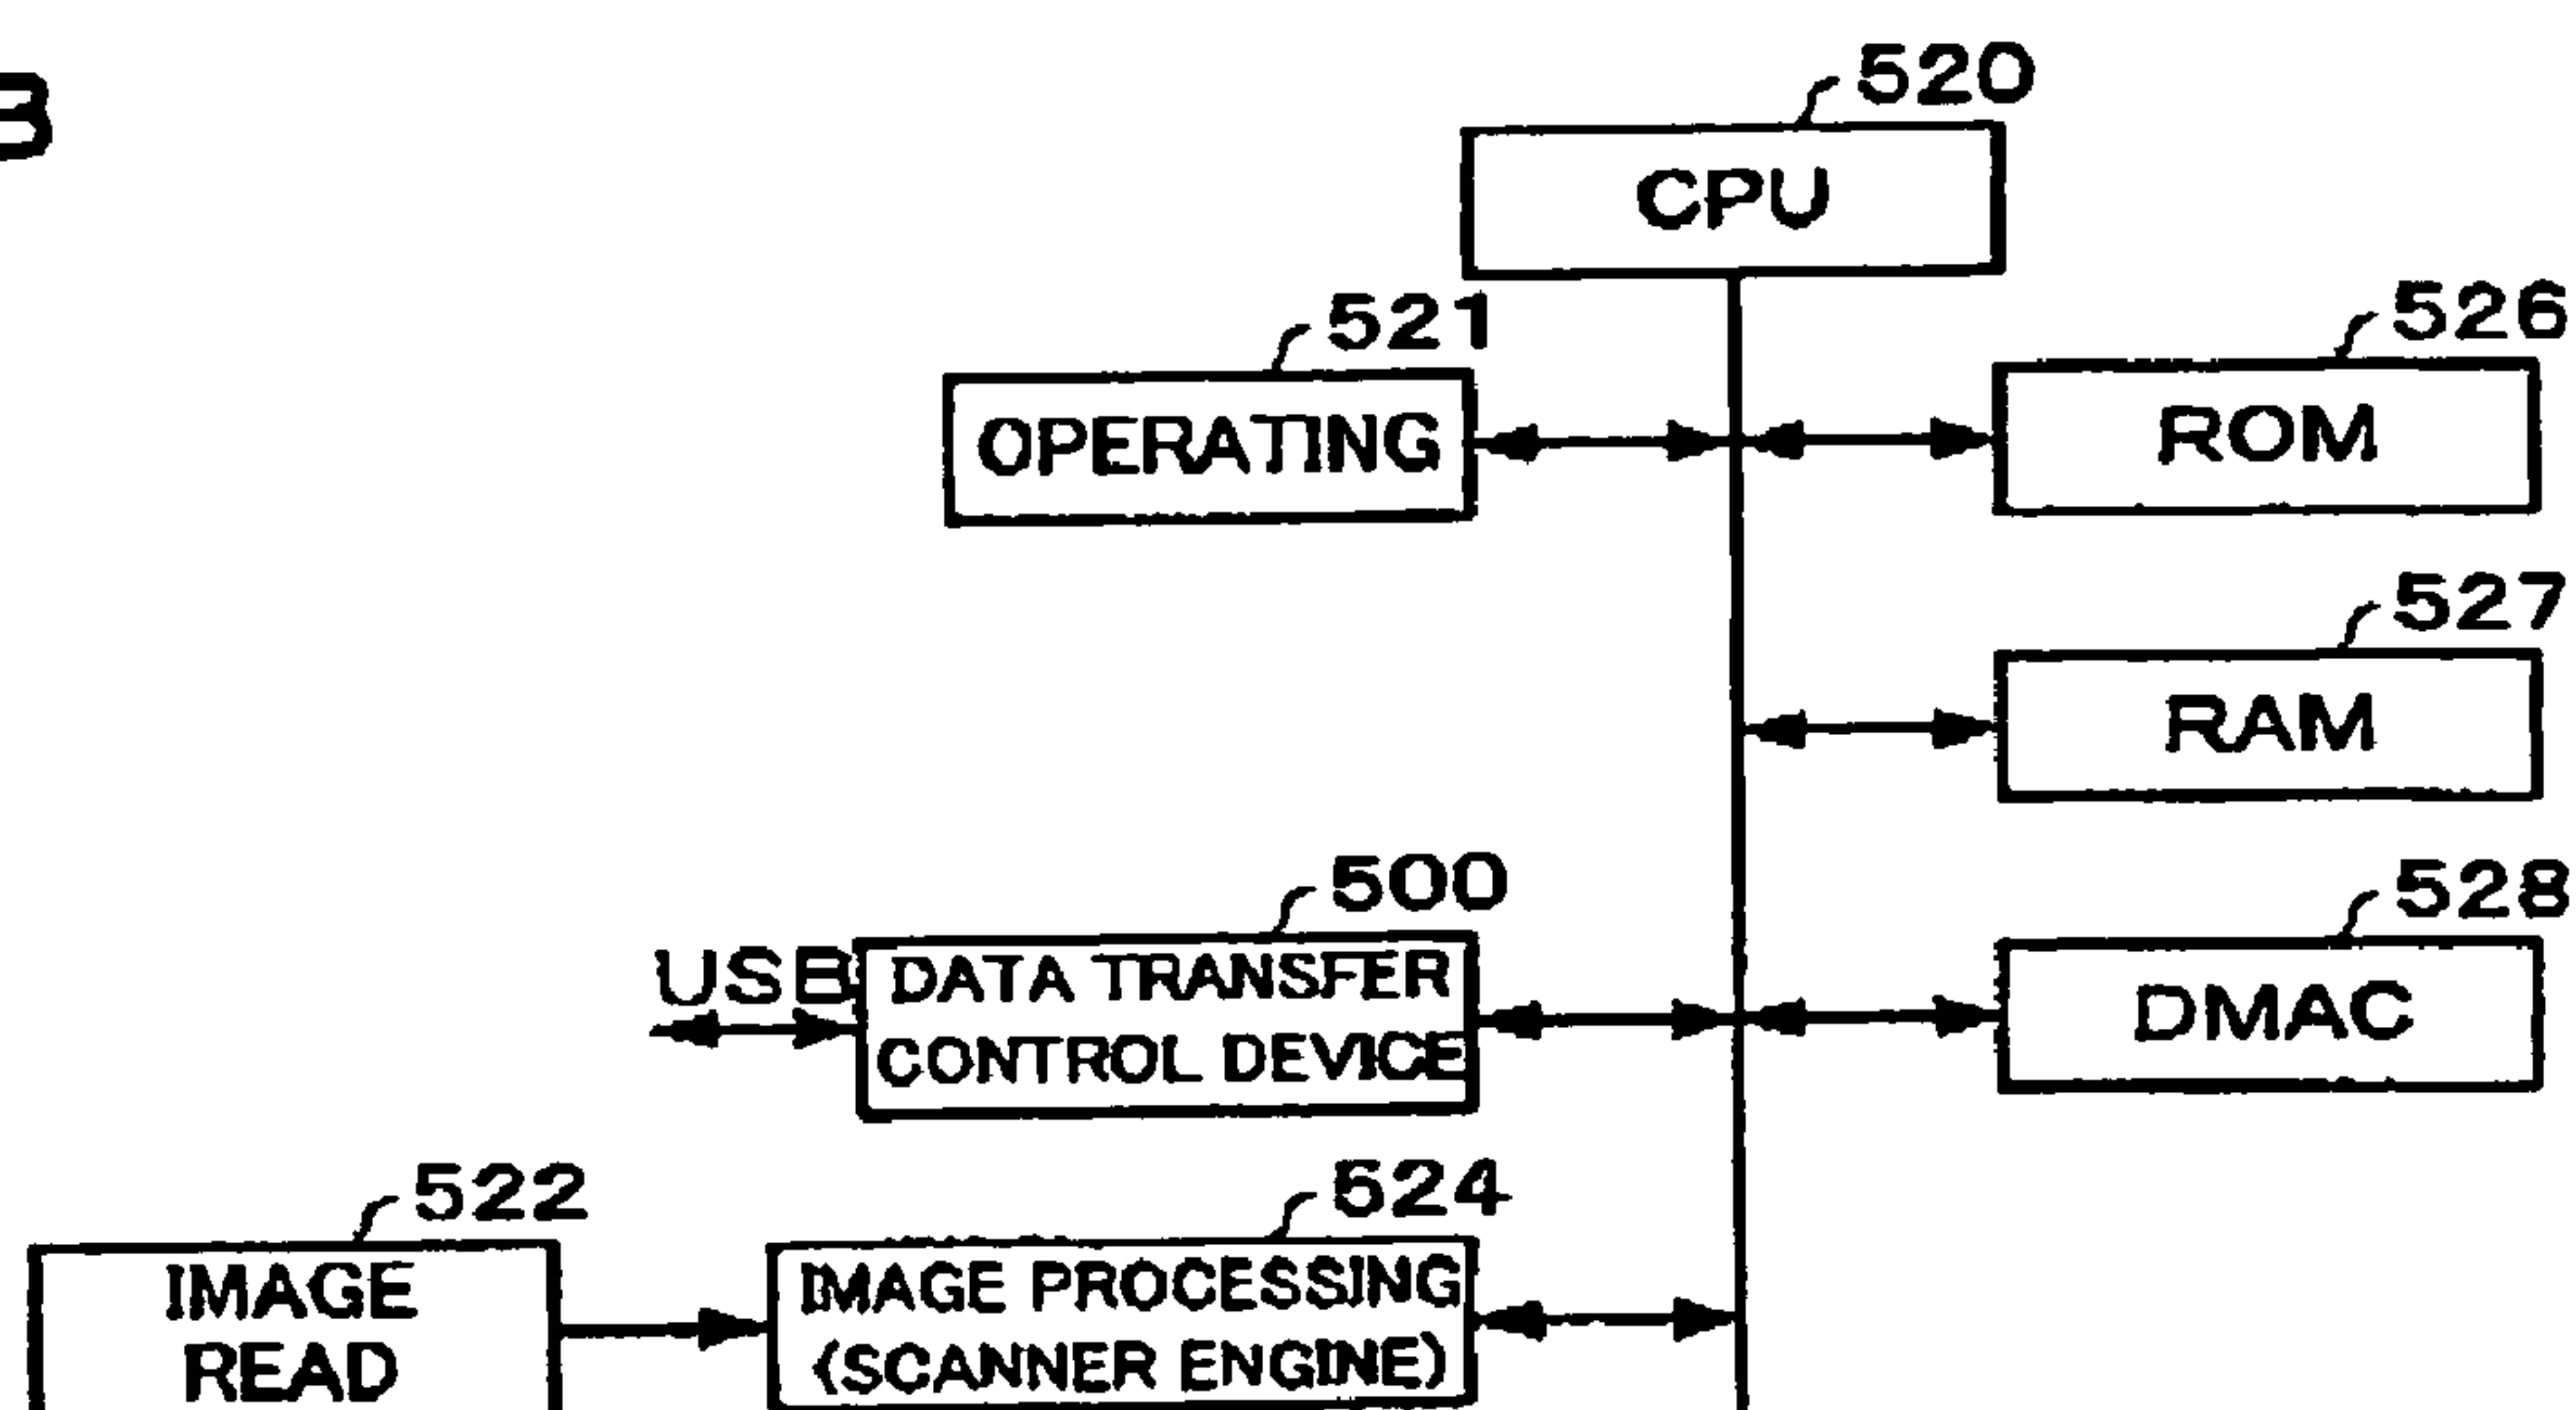 B
520
CPU
521
OPERATING
526
ROM
527
RAM
500
USB
DATA TRANSFER
CONTROL DEVICE
528
DMAC
522
IMAGE
READ
524
IMAGE PROCESSING
(SCANNER ENGINE)